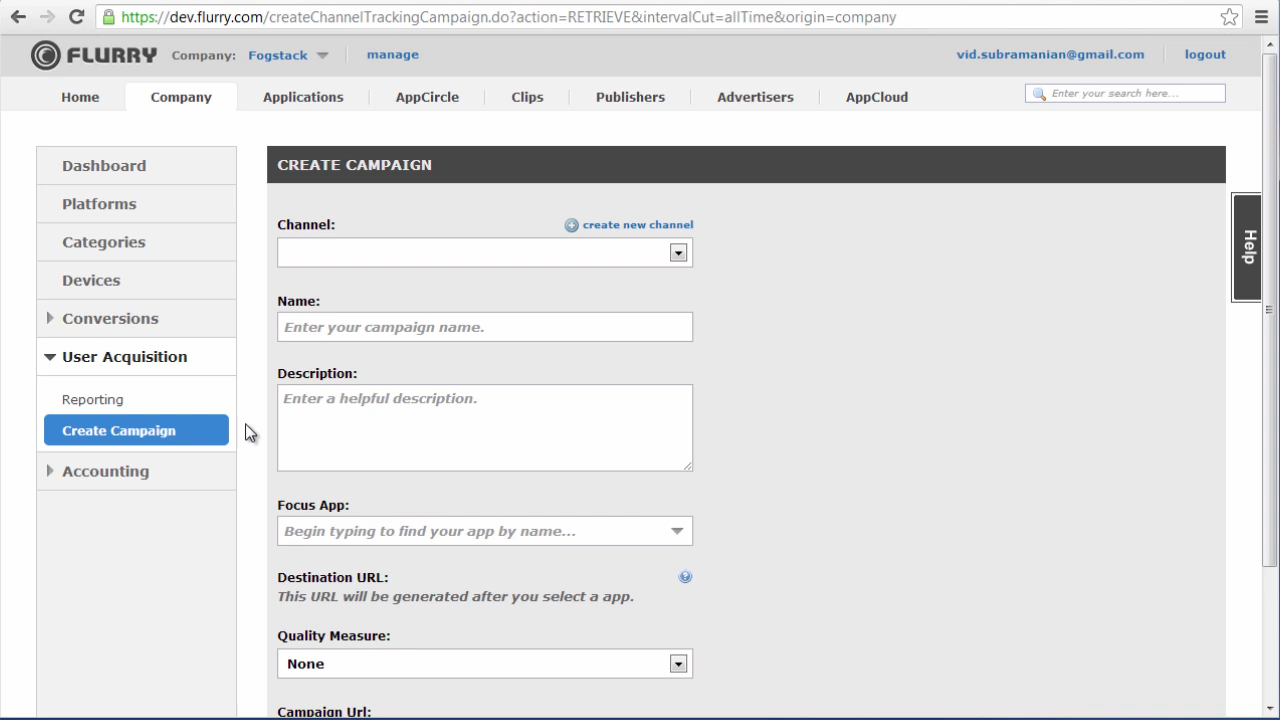 https://dev.flurry.com/createChannelTrackingCampaign.do?action=RETRIEVE&intervalCut=allTime&origin=company
FLURRY Company: Fogstack manage vid.subramanian@gmail.com logout
Home Company Applications AppCircle Clips Publishers Advertisers AppCloud Enter your search here...
Dashboard
Platforms
Categories
Devices
Conversions
User Acquisition
Reporting
Create Campaign
Accounting
CREATE CAMPAIGN
Channel: create new channel
Name:
Enter your campaign name.
Description:
Enter a helpful description.
Focus App:
Begin typing to find your app by name...
Destination URL:
This URL will be generated after you select a app.
Quality Measure:
None
Campaign Url:
Help